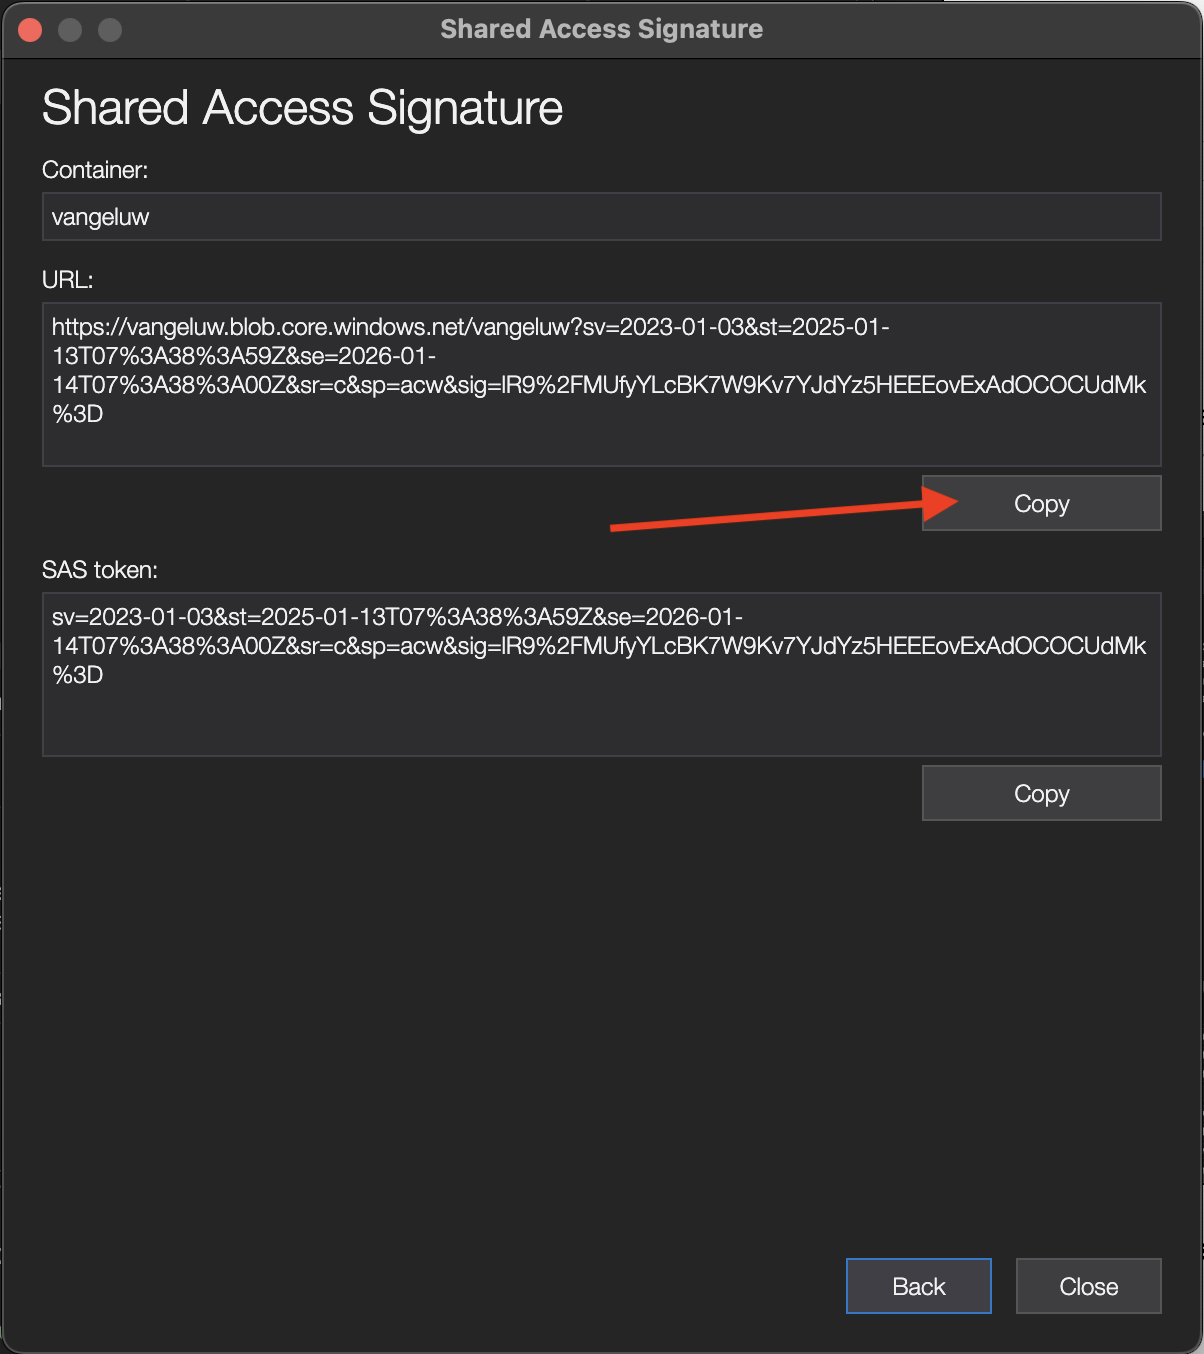 Shared Access Signature
Shared Access Signature
Container:
vangeluw
URL:
https://vangeluw.blob.core.windows.net/vangeluw?sv=2023-01-03&st=2025-01-
13T07%3A38%3A59Z&se=2026-01-
14T07%3A38%3A00Z&sr=c&sp=acw&sig=lR9%2FMUfyYLcBK7W9Kv7YJdYz5HEEEovExAdOCOCUdMk
%3D
Copy
SAS token:
sv=2023-01-03&st=2025-01-13T07%3A38%3A59Z&se=2026-01-
14T07%3A38%3A00Z&sr=c&sp=acw&sig=lR9%2FMUfyYLcBK7W9Kv7YJdYz5HEEEovExAdOCOCUdMk
%3D
Copy
Back
Close